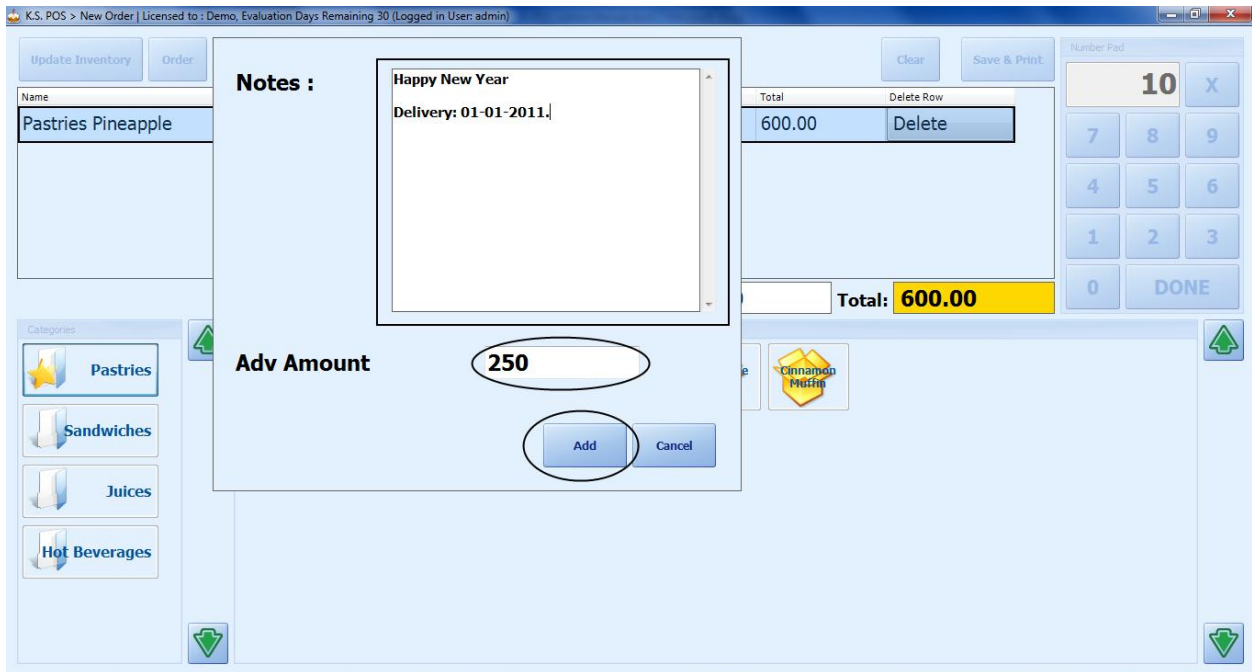 K.S. POS > New Order | Licensed to : Demo, Evaluation Days Remaining 30 (Logged in User: admin)
Update Inventory Order Clear Save & Print
Number Pad
10 X
Name Total Delete Row
Pastries Pineapple 600.00 Delete
Notes :
Happy New Year
Delivery: 01-01-2011.
7 8 9
4 5 6
1 2 3
0 DONE
Total: 600.00
Adv Amount 250
Add Cancel
Categories
Pastries
Sandwiches
Juices
Hot Beverages
Cinnamon
Muffin